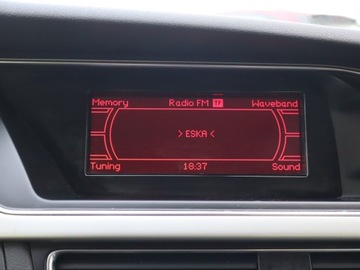 Memory Radio FM TP Waveband
> ESKA <
Tuning 18:37 Sound